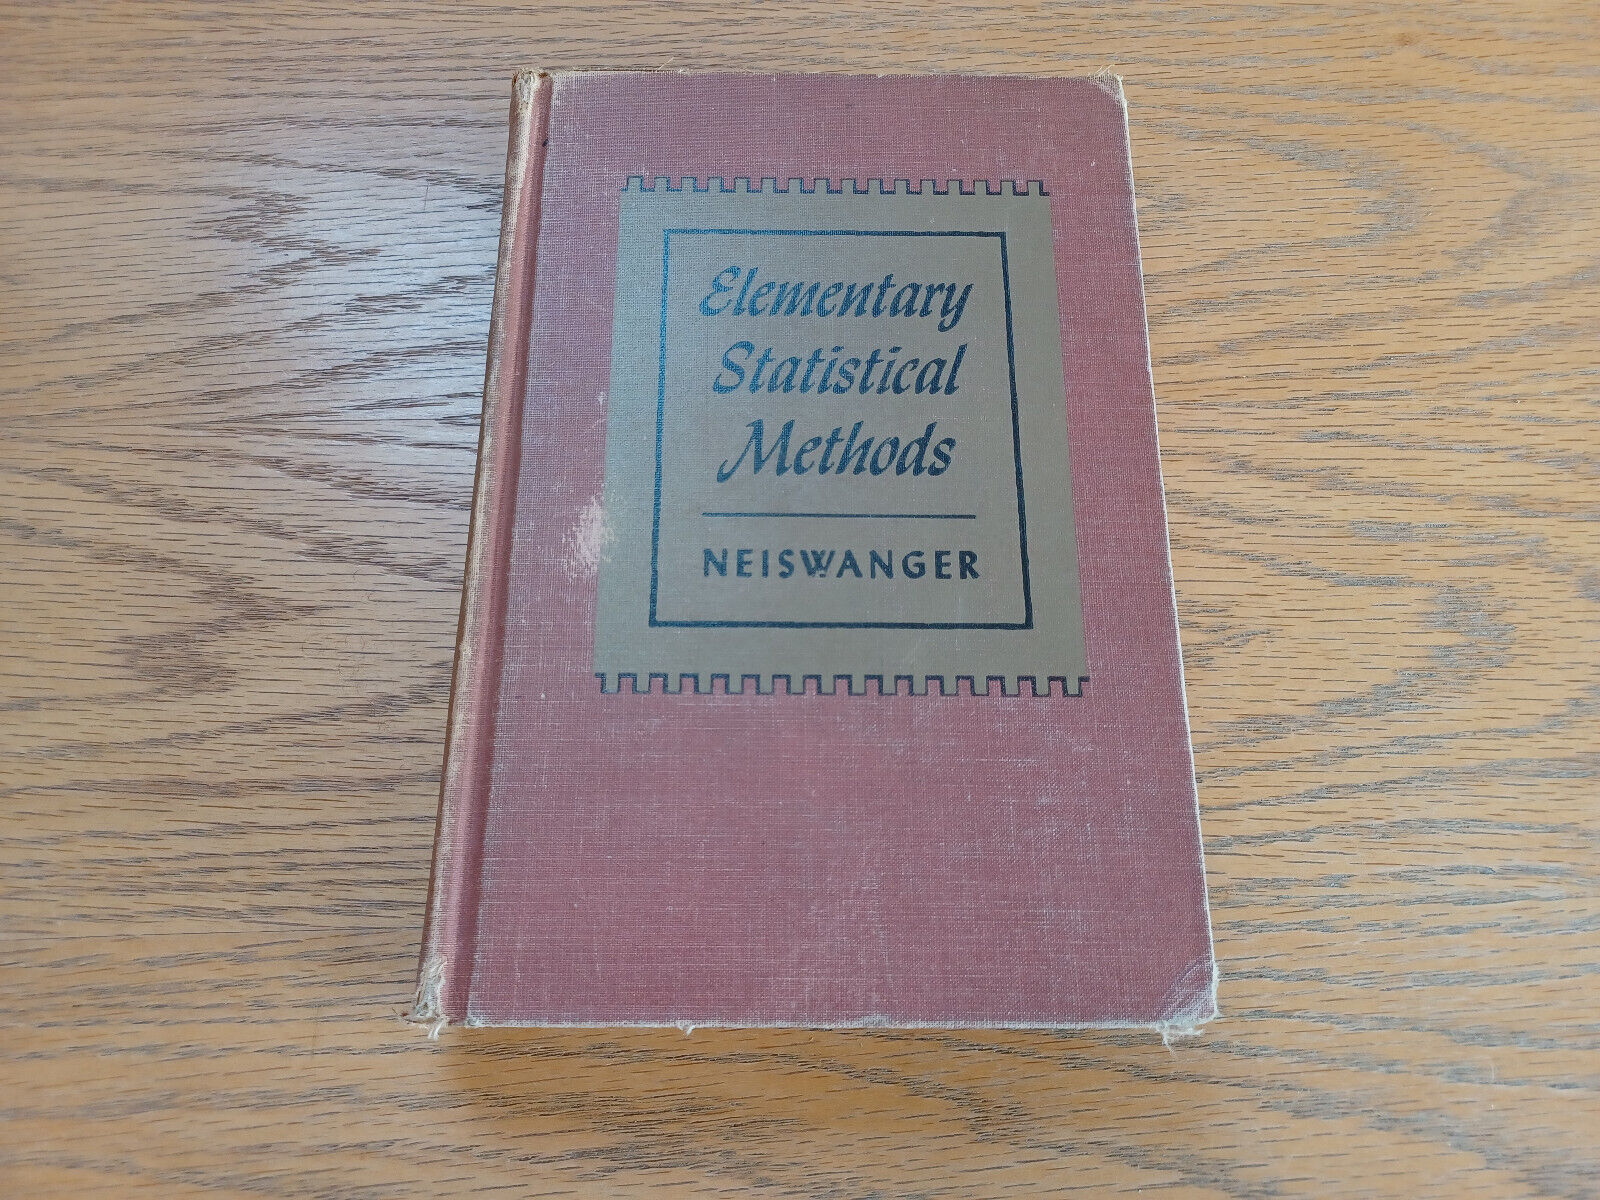 Elementary
Statistical
Methods
NEISWANGER